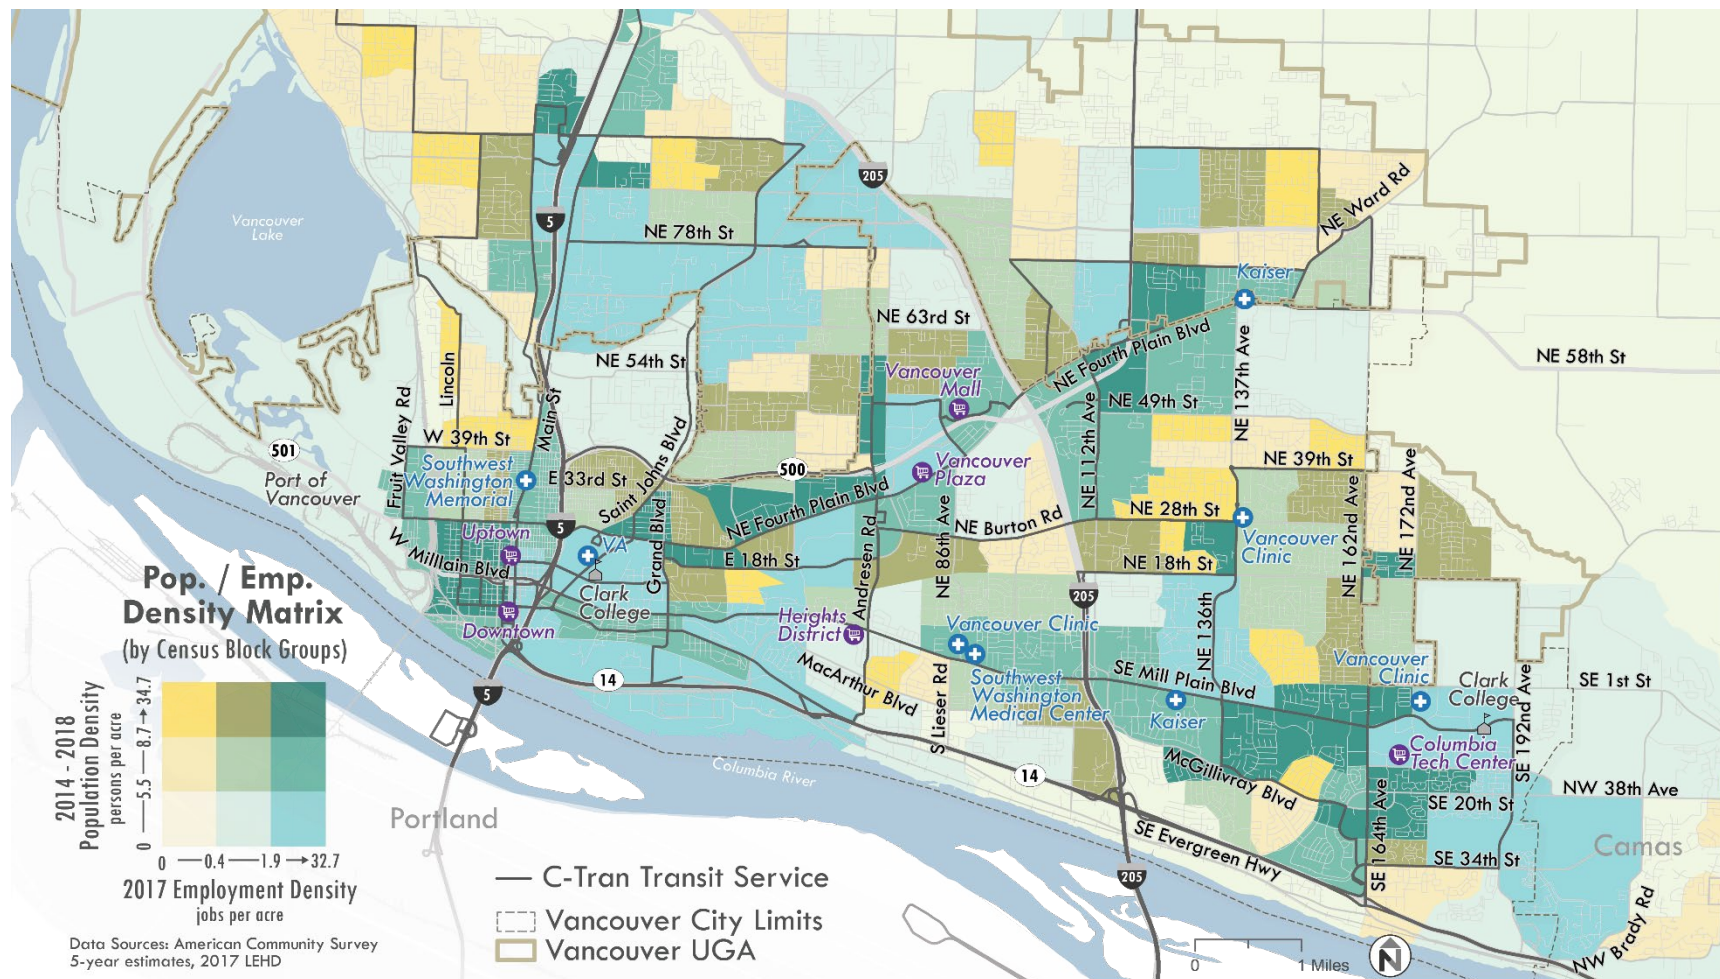 205
NE Ward Rd
Vancouver
Lake
5
NE 78th St
Kaiser
NE 63rd St
NE Fourth Plain Blvd
NE 137th Ave
NE 58th St
NE 54th St
Lincoln
Main St
Fruit Valley Rd
Vancouver
Mall
NE 49th St
NE 112th Ave
W 39th St
Saint Johns Blvd
501
Port of
Vancouver
Southwest
Washington
Memorial
E 33rd St
500
Vancouver
Plaza
NE 39th St
NE 162nd Ave
NE 172nd Ave
NE Fourth Plain Blvd
NE 28th St
NE Burton Rd
5
Uptown
VA
Grand Blvd
E 18th St
Andresen Rd
NE 86th Ave
Vancouver
Clinic
NE 18th St
W Milllain Blvd
Clark
College
205
NE 136th
Downtown
Heights
District
Vancouver Clinic
MacArthur Blvd
S Lieser Rd
Southwest
Washington
Medical Center
SE Mill Plain Blvd
Kaiser
Vancouver
Clinic
Clark
College
SE 192nd Ave
SE 1st St
14
5
Columbia
Tech Center
Columbia River
14
McGillivray Blvd
SE 164th Ave
SE 20th St
NW 38th Ave
Portland
SE Evergreen Hwy
SE 34th St
Camas
205
NW Brady Rd
Pop. / Emp.
Density Matrix
(by Census Block Groups)
2014 - 2018
Population Density
persons per acre
0 5.5 8.7 34.7
0 0.4 1.9 32.7
2017 Employment Density
jobs per acre
Data Sources: American Community Survey
5-year estimates, 2017 LEHD
C-Tran Transit Service
Vancouver City Limits
Vancouver UGA
0 1 Miles
N